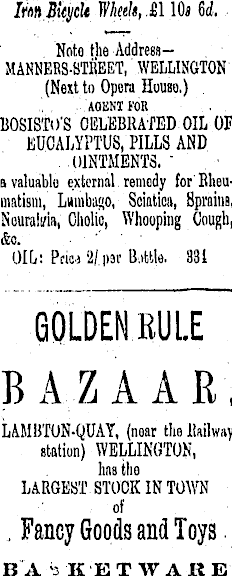 Iron Bicycle Wheels, £1 10s 6d.
Note the Address—
MANNERS-STREET, WELLINGTON
(Next to Opera House.)
AGENT FOR
BOSISTO'S CELEBRATED OIL OF
EUCALYPTUS, PILLS AND
OINTMENTS.
a valuable external remedy for Rheu-
matism, Lumbago, Sciatica, Sprains,
Neuralgia, Cholic, Whooping Cough,
&c.
OIL: Price 2/ per Bottle. 331
GOLDEN RULE
BAZAAR,
LAMBTON-QUAY, (near the Railway
station) WELLINGTON,
has the
LARGEST STOCK IN TOWN
of
Fancy Goods and Toys
BASKETWARE